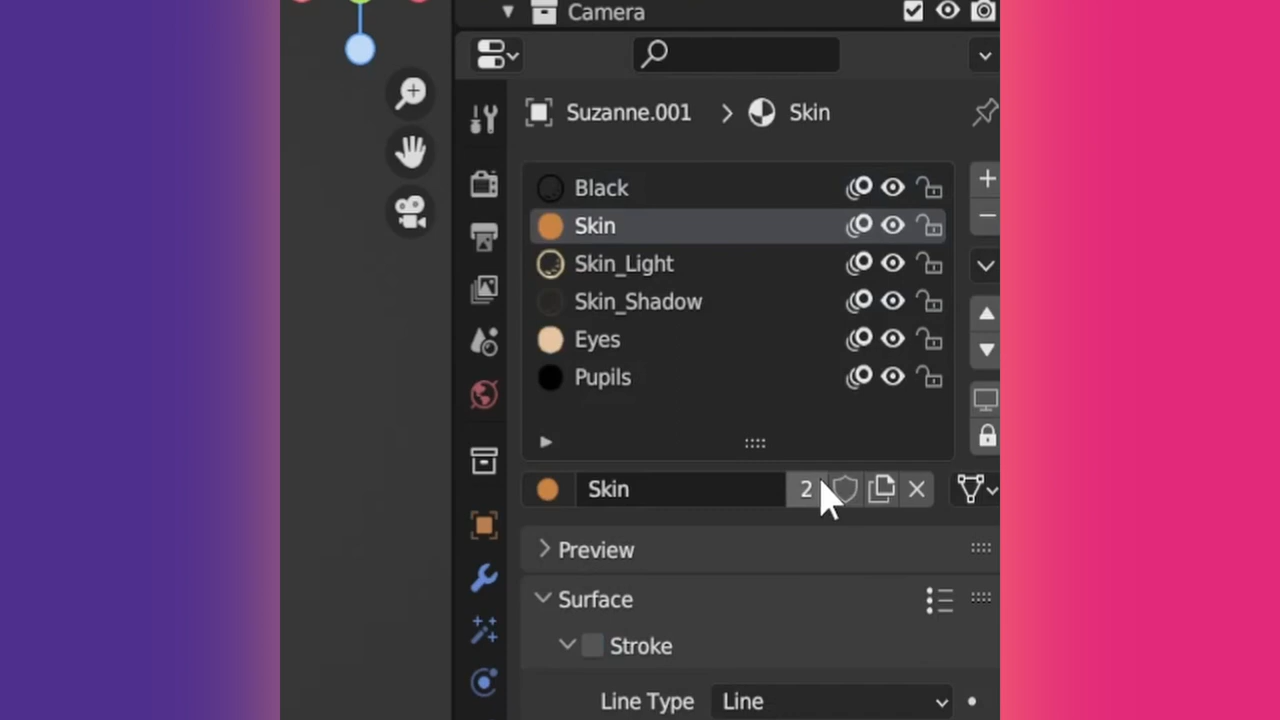 Camera
Suzanne.001 > Skin
Black
Skin
Skin_Light
Skin_Shadow
Eyes
Pupils
Skin 2
Preview
Surface
Stroke
Line Type Line